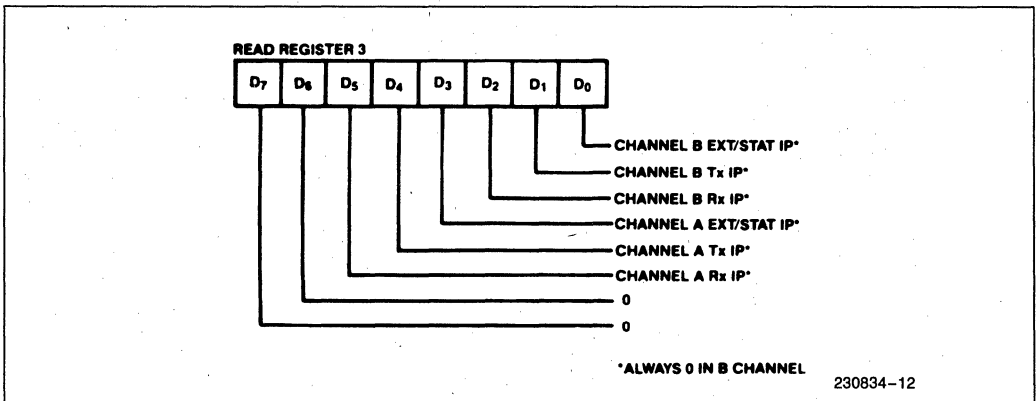 READ REGISTER 3
D7 D6 D5 D4 D3 D2 D1 D0
CHANNEL B EXT/STAT IP*
CHANNEL B Tx IP*
CHANNEL B Rx IP*
CHANNEL A EXT/STAT IP*
CHANNEL A Tx IP*
CHANNEL A Rx IP*
0
0
*ALWAYS 0 IN B CHANNEL
230834-12